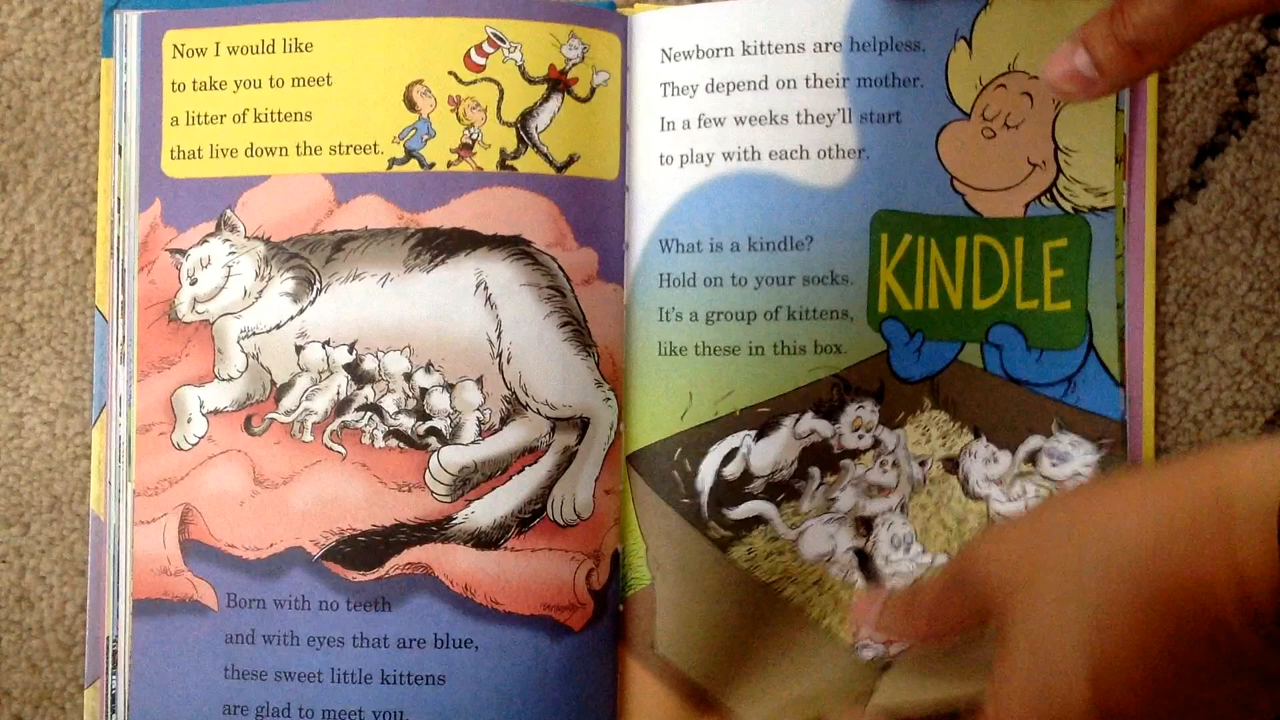 Now I would like
to take you to meet
a litter of kittens
that live down the street.
Born with no teeth
and with eyes that are blue,
these sweet little kittens
are glad to meet you.
Newborn kittens are helpless.
They depend on their mother.
In a few weeks they'll start
to play with each other.
What is a kindle?
Hold on to your socks.
It's a group of kittens,
like these in this box.
KINDLE